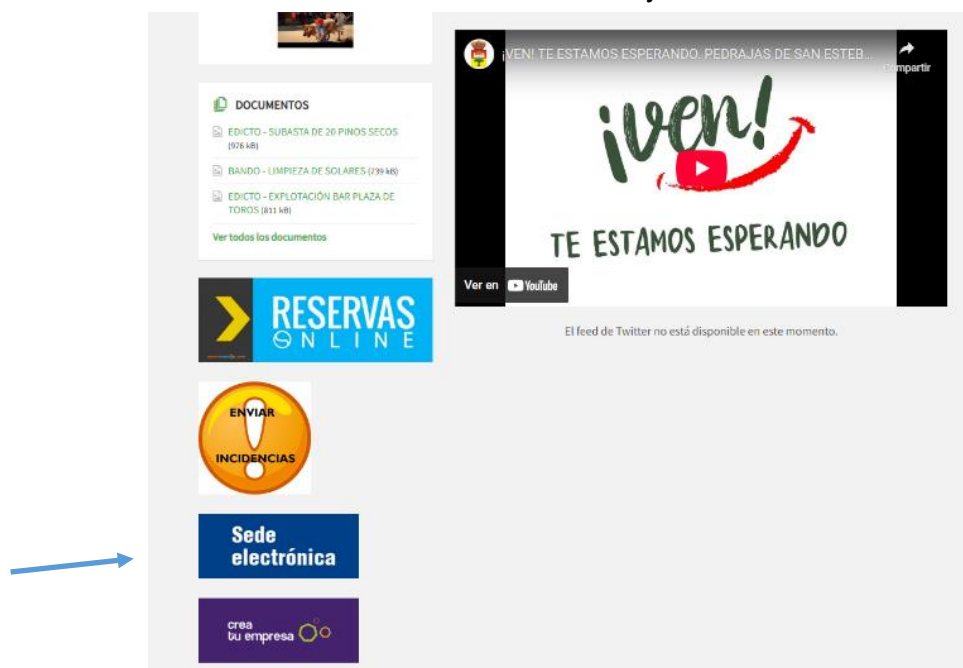 DOCUMENTOS
EDICTO - SUBASTA DE 20 PINOS SECOS
(976 kB)
BANDO - LIMPIEZA DE SOLARES (739 kB)
EDICTO - EXPLOTACIÓN BAR PLAZA DE
TOROS (811 kB)
Ver todos los documentos
RESERVAS
ONLINE
ENVIAR
INCIDENCIAS
Sede
electrónica
crea
tu empresa
¡VEN! TE ESTAMOS ESPERANDO. PEDRAJAS DE SAN ESTEB...
Compartir
¡ven!
TE ESTAMOS ESPERANDO
Ver en YouTube
El feed de Twitter no está disponible en este momento.